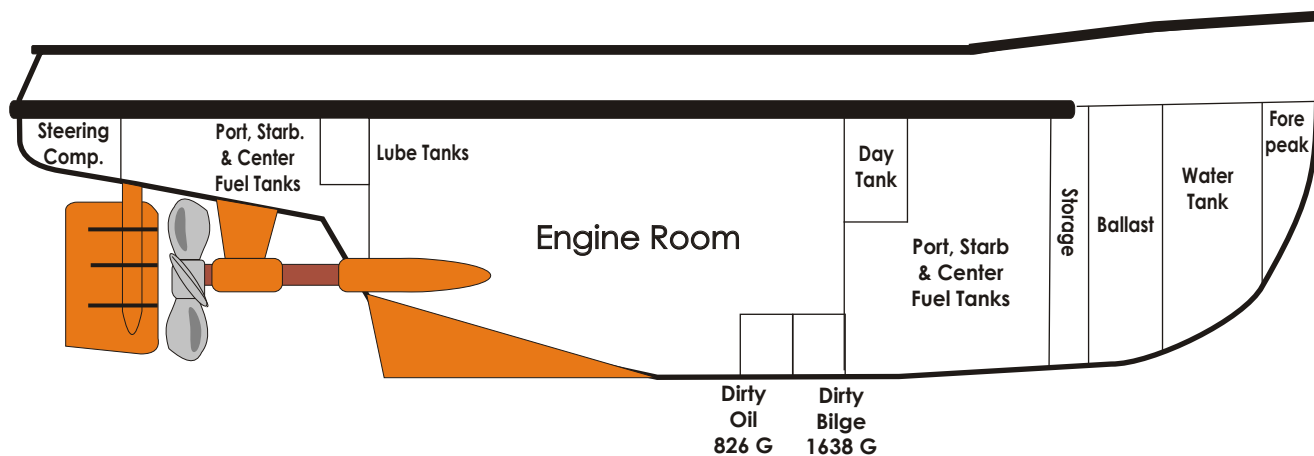 Steering
Comp.
Port, Starb.
& Center
Fuel Tanks
Lube Tanks
Engine Room
Day
Tank
Port, Starb
& Center
Fuel Tanks
Storage
Ballast
Water
Tank
Fore
peak
Dirty
Oil
826 G
Dirty
Bilge
1638 G